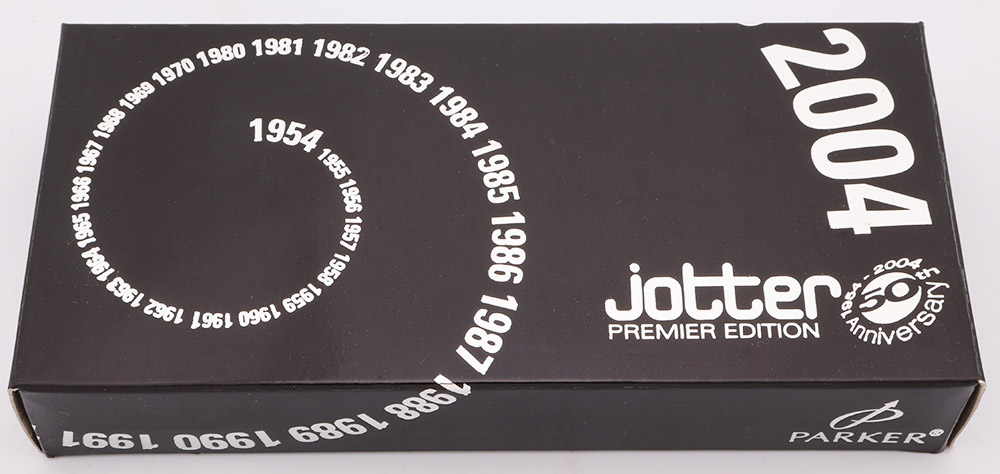 1954 1955 1956 1957 1958 1959 1960 1961 1962 1963 1964 1965 1966 1967 1968 1969 1970 1980 1981 1982 1983 1984 1985 1986 1987 1988 1989 1990 1991
2004
jotter
PREMIER EDITION
1954 - 2004
50th
Anniversary
PARKER®